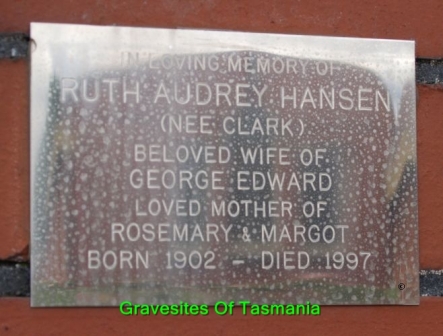 IN LOVING MEMORY OF
RUTH AUDREY HANSEN
(NEE CLARK)
BELOVED WIFE OF
GEORGE EDWARD
LOVED MOTHER OF
ROSEMARY & MARGOT
BORN 1902 - DIED 1997
©
Gravesites Of Tasmania